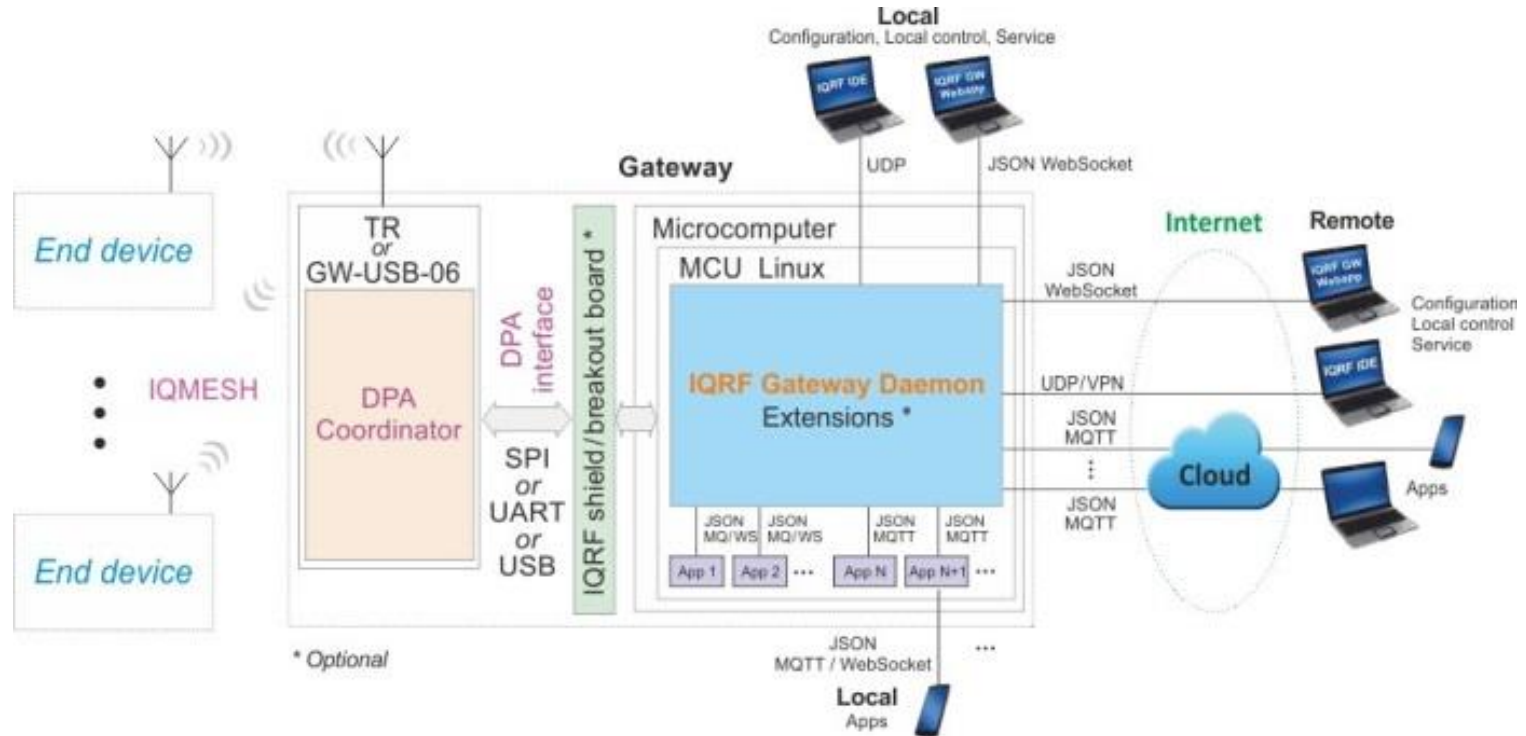 Local
Configuration, Local control, Service
IQRF IDE
IQRF GW
WebApp
UDP
JSON WebSocket
Gateway
End device
TR
or
GW-USB-06
DPA
Coordinator
IQMESH
End device
DPA
interface
SPI
or
UART
or
USB
IQRF shield/breakout board *
Microcomputer
MCU Linux
IQRF Gateway Daemon
Extensions *
JSON
MQ/WS
JSON
MQ/WS
JSON
MQTT
JSON
MQTT
App 1
App 2
...
App N
App N+1
...
Internet
Remote
JSON
WebSocket
IQRF GW
WebApp
Configuration
Local control
Service
UDP/VPN
IQRF IDE
JSON
MQTT
...
JSON
MQTT
Cloud
Apps
* Optional
JSON
MQTT / WebSocket
...
Local
Apps